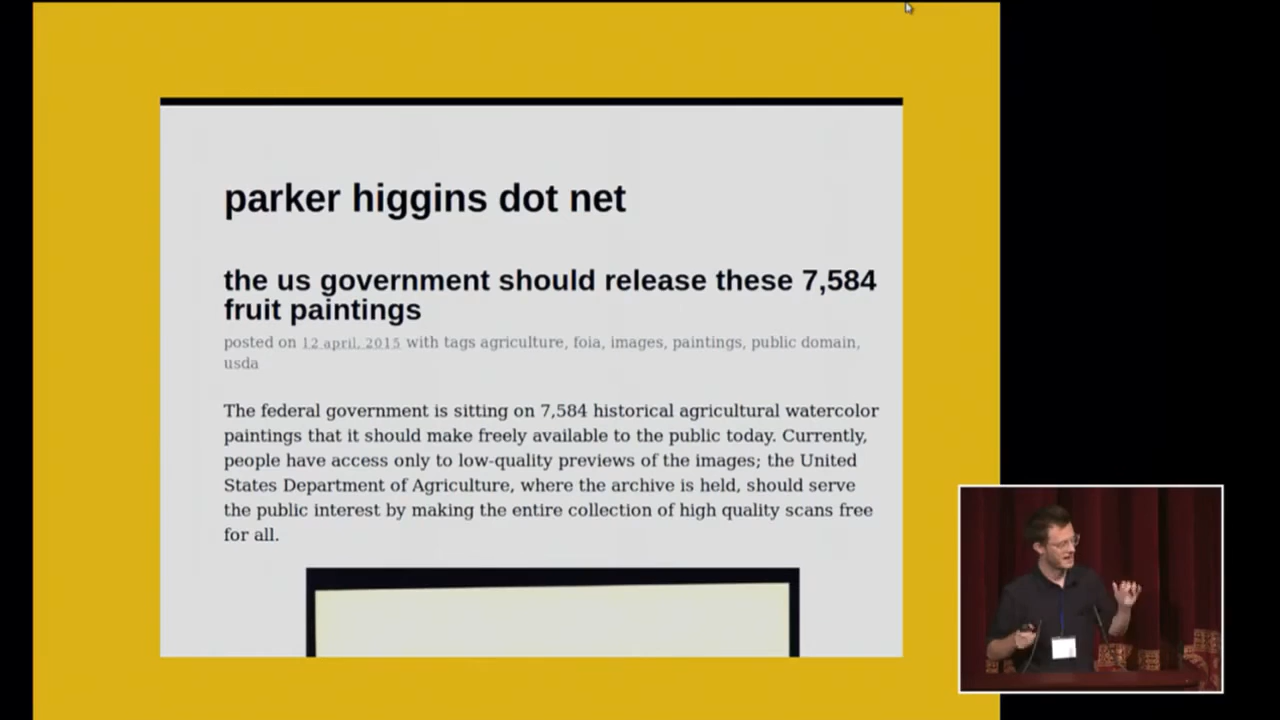 parker higgins dot net
the us government should release these 7,584
fruit paintings
posted on 12 april, 2015 with tags agriculture, foia, images, paintings, public domain,
usda
The federal government is sitting on 7,584 historical agricultural watercolor
paintings that it should make freely available to the public today. Currently,
people have access only to low-quality previews of the images; the United
States Department of Agriculture, where the archive is held, should serve
the public interest by making the entire collection of high quality scans free
for all.